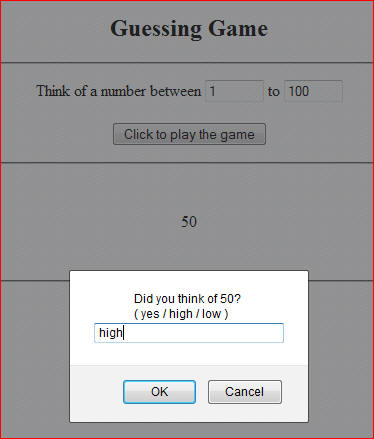 Guessing Game
Think of a number between 1 to 100
Click to play the game
50
Did you think of 50?
( yes / high / low )
high
OK Cancel